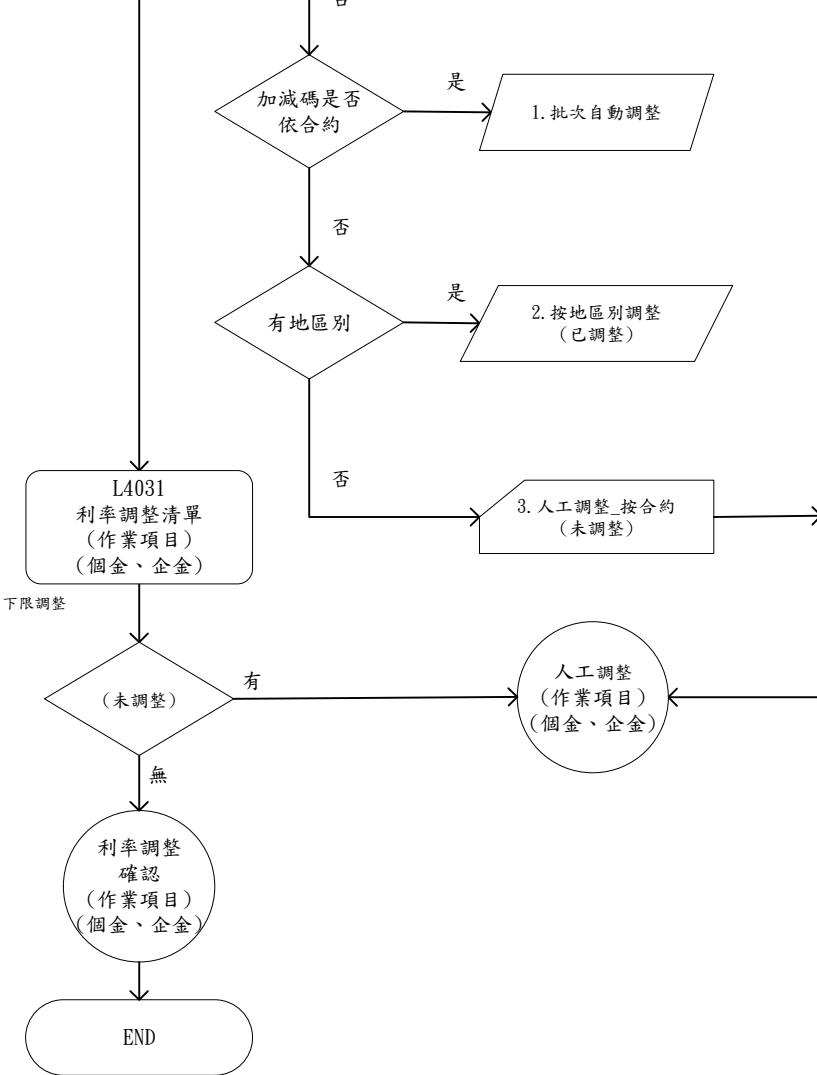 否
加減碼是否
依合約
是
1.批次自動調整
否
有地區別
是
2.按地區別調整
(已調整)
否
3.人工調整_按合約
(未調整)
L4031
利率調整清單
(作業項目)
(個金、企金)
下限調整
(未調整)
有
人工調整
(作業項目)
(個金、企金)
無
利率調整
確認
(作業項目)
(個金、企金)
END